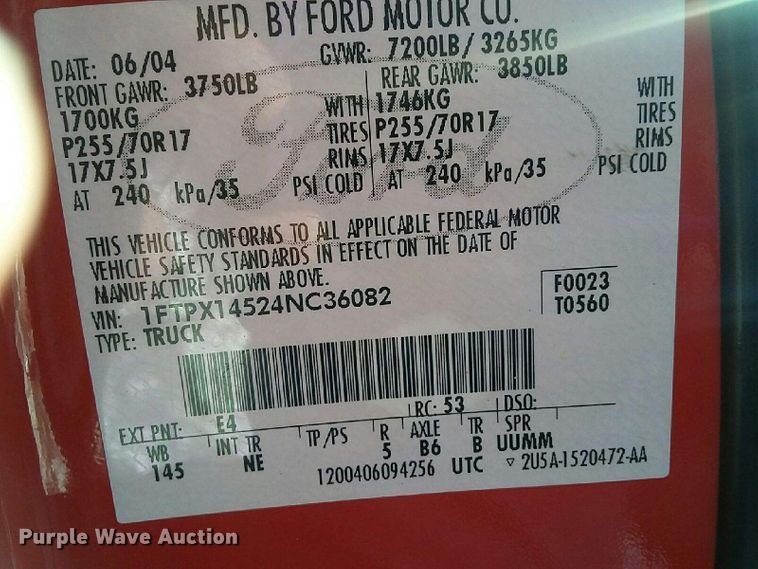 MFD. BY FORD MOTOR CO.
DATE: 06/04 GVWR: 7200LB/ 3265KG
FRONT GAWR: 3750LB REAR GAWR: 3850LB
1700KG WITH 1746KG WITH
P255/70R17 TIRES P255/70R17 TIRES
17X7.5J RIMS 17X7.5J RIMS
AT 240 kPa/35 PSI COLD AT 240 kPa/35 PSI COLD
Ford
THIS VEHICLE CONFORMS TO ALL APPLICABLE FEDERAL MOTOR
VEHICLE SAFETY STANDARDS IN EFFECT ON THE DATE OF
MANUFACTURE SHOWN ABOVE.
VIN: 1FTPX14524NC36082 F0023
TYPE: TRUCK T0560
EXT PNT: E4 RC: 53 DSO:
WB INT TR TP/PS R AXLE TR SPR
145 NE 5 B6 B UUMM
1200406094256 UTC ▽ 2U5A-1520472-AA
Purple Wave Auction